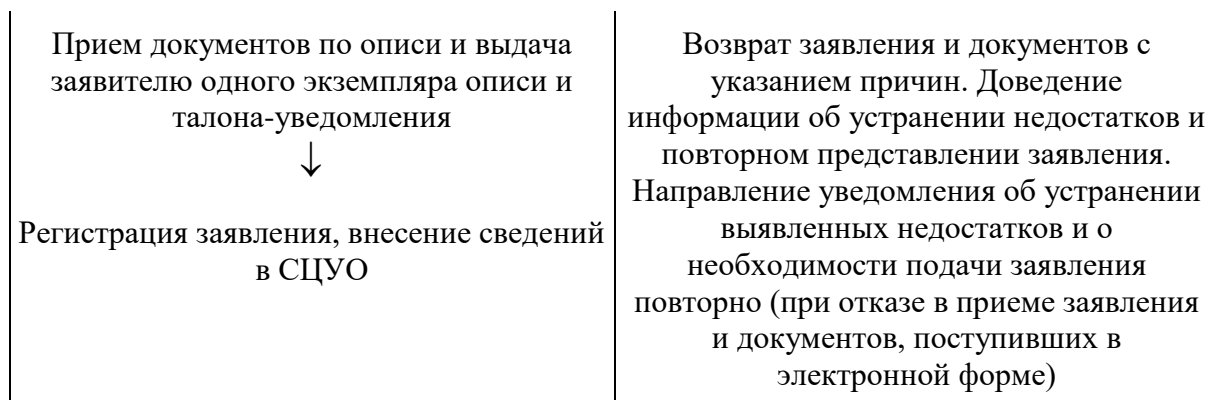 Прием документов по описи и выдача
заявителю одного экземпляра описи и
талона-уведомления
↓
Регистрация заявления, внесение сведений
в СЦУО
Возврат заявления и документов с
указанием причин. Доведение
информации об устранении недостатков и
повторном представлении заявления.
Направление уведомления об устранении
выявленных недостатков и о
необходимости подачи заявления
повторно (при отказе в приеме заявления
и документов, поступивших в
электронной форме)